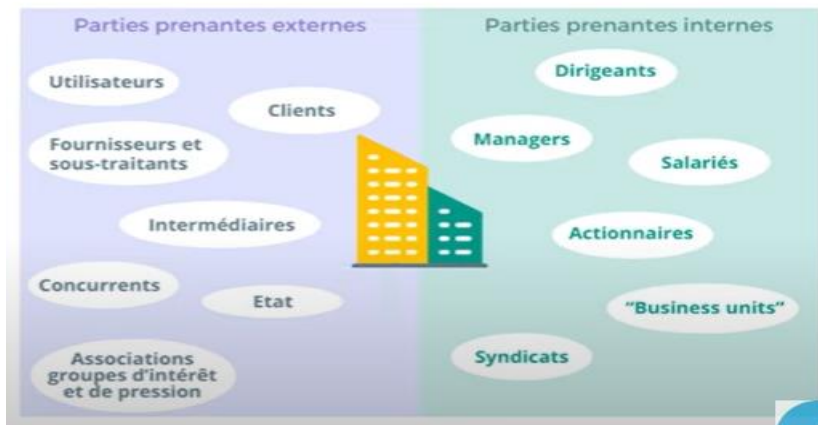 Parties prenantes externes
Utilisateurs
Clients
Fournisseurs et
sous-traitants
Intermédiaires
Concurrents
Etat
Associations
groupes d'intérêt
et de pression
Parties prenantes internes
Dirigeants
Managers
Salariés
Actionnaires
“Business units”
Syndicats